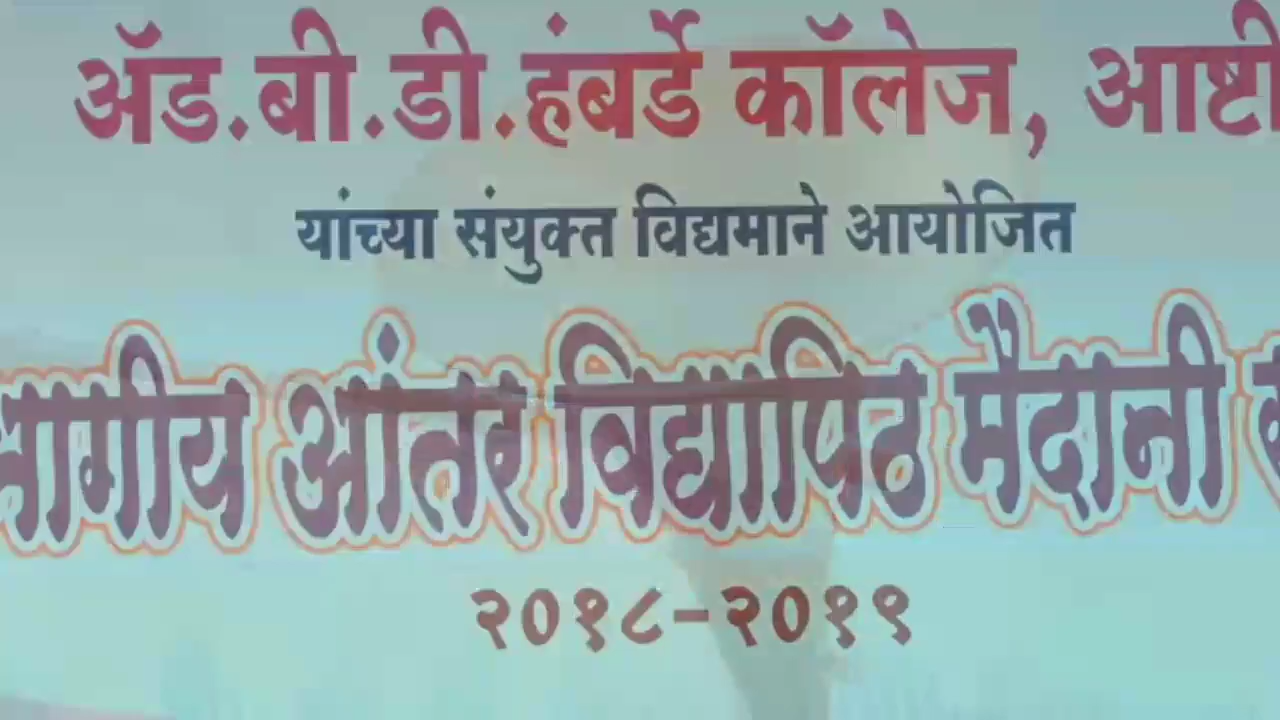 ॲड.बी.डी.हंबर्डे कॉलेज, आष्टी
यांच्या संयुक्त विद्यमाने आयोजित
आंतर विद्यापिठ मैदानी
२०१८-२०१९